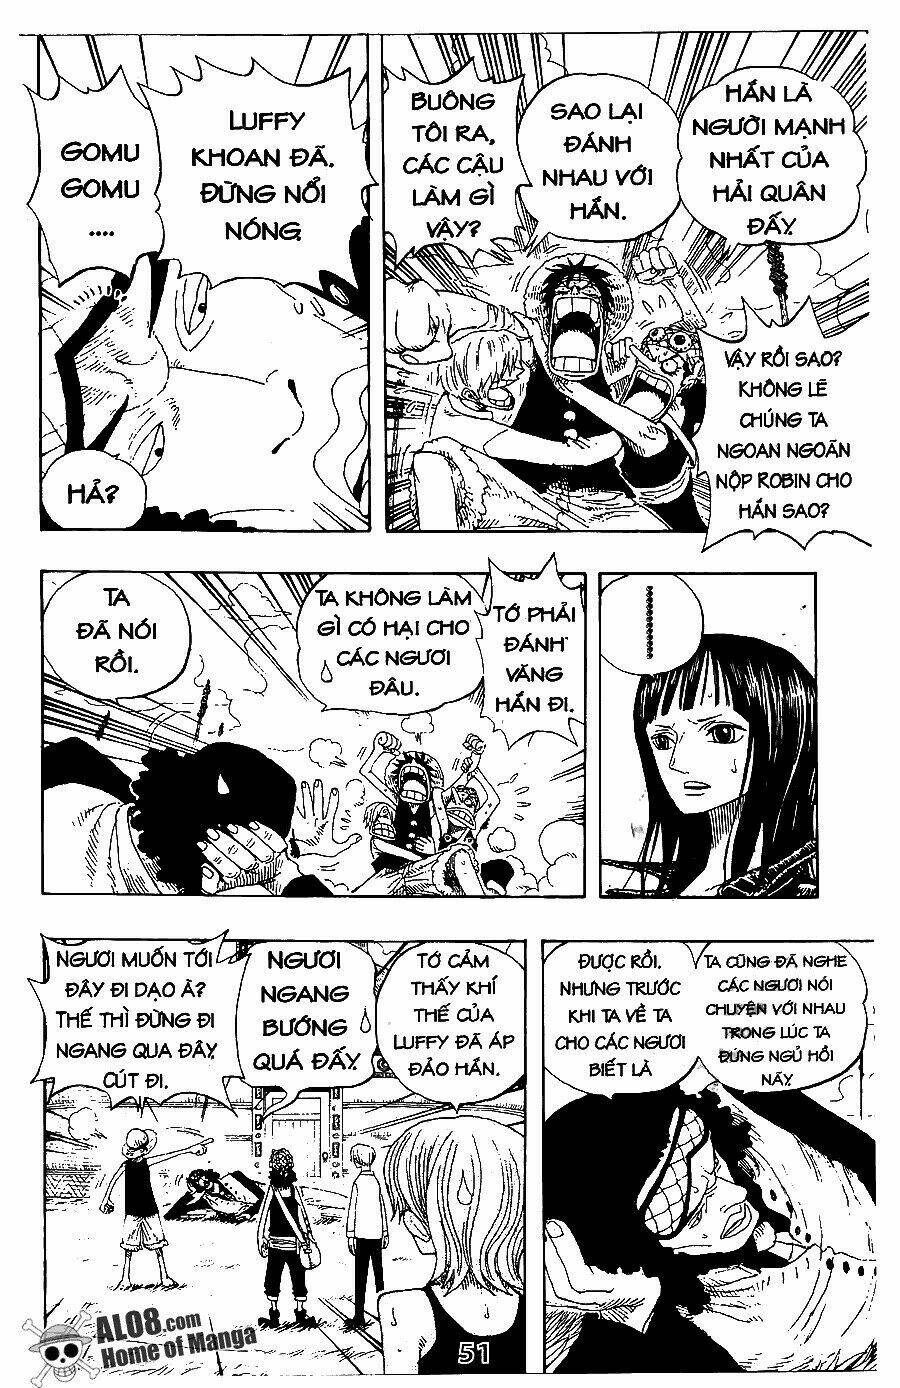 HẮN LÀ
NGƯỜI MẠNH
NHẤT CỦA
HẢI QUÂN
ĐẤY.
SAO LẠI
ĐÁNH
NHAU VỚI
HẮN.
BUÔNG
TÔI RA,
CÁC CẬU
LÀM GÌ
VẬY?
VẬY RỒI SAO?
KHÔNG LẼ
CHÚNG TA
NGOAN NGOÃN
NỘP ROBIN CHO
HẮN SAO?
LUFFY
KHOAN ĐÃ.
ĐỪNG NỔI
NÓNG.
GOMU
GOMU
....
HẢ?
TỚ PHẢI
ĐÁNH
VĂNG
HẮN ĐI.
TA KHÔNG LÀM
GÌ CÓ HẠI CHO
CÁC NGƯƠI
ĐÂU.
TA
ĐÃ NÓI
RỒI.
TA CŨNG ĐÃ NGHE
CÁC NGƯƠI NÓI
CHUYỆN VỚI NHAU
TRONG LÚC TA
ĐỨNG NGỦ HỒI
NÃY.
ĐƯỢC RỒI.
NHƯNG TRƯỚC
KHI TA VỀ TA
CHO CÁC NGƯƠI
BIẾT LÀ
TỚ CẢM
THẤY KHÍ
THẾ CỦA
LUFFY ĐÃ ÁP
ĐẢO HẮN.
NGƯƠI
NGANG
BƯỚNG
QUÁ ĐẤY.
NGƯƠI MUỐN TỚI
ĐÂY ĐI DẠO À?
THẾ THÌ ĐỪNG ĐI
NGANG QUA ĐÂY.
CÚT ĐI.
AL08.com
Home of Manga
51